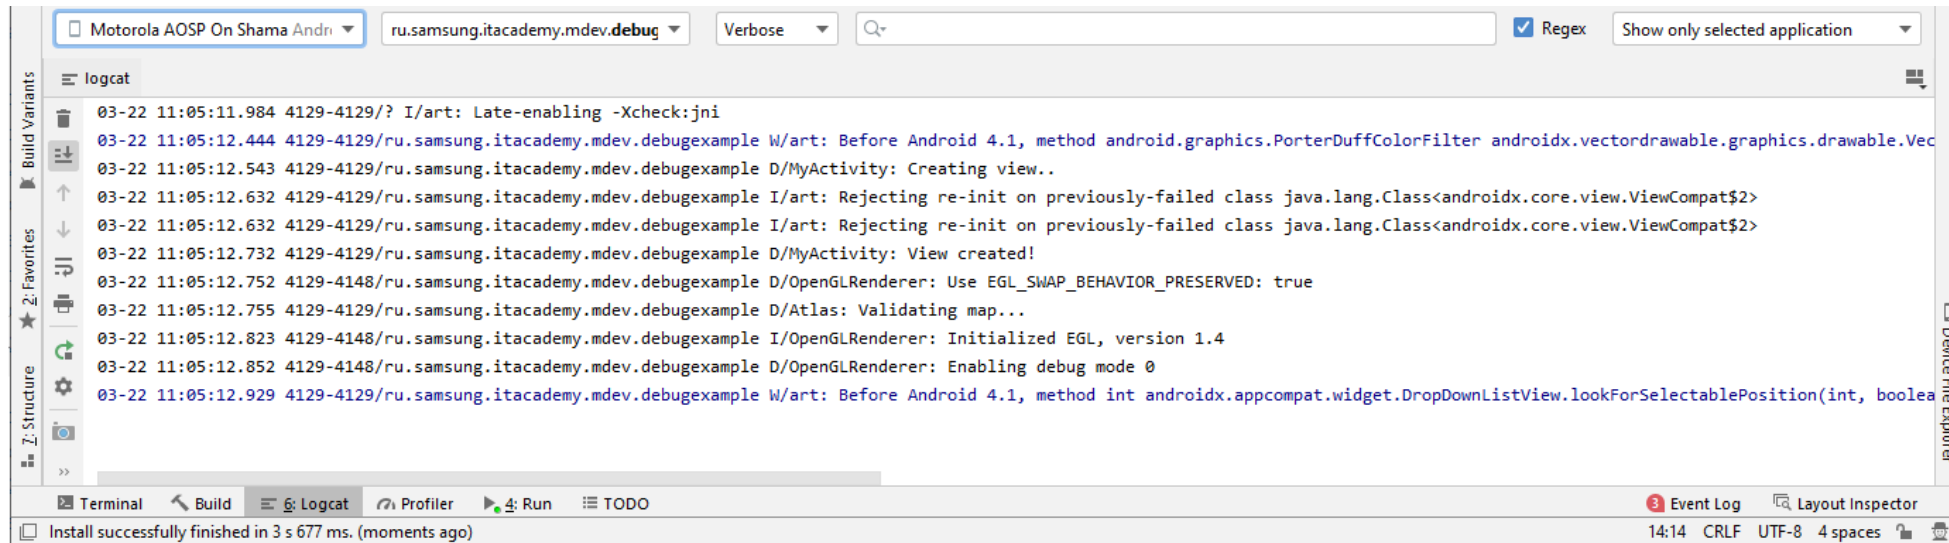 Motorola AOSP On Shama Andr ru.samsung.itacademy.mdev.debug Verbose Regex Show only selected application
logcat
03-22 11:05:11.984 4129-4129/? I/art: Late-enabling -Xcheck:jni
03-22 11:05:12.444 4129-4129/ru.samsung.itacademy.mdev.debugexample W/art: Before Android 4.1, method android.graphics.PorterDuffColorFilter androidx.vectordrawable.graphics.drawable.Vec
03-22 11:05:12.543 4129-4129/ru.samsung.itacademy.mdev.debugexample D/MyActivity: Creating view..
03-22 11:05:12.632 4129-4129/ru.samsung.itacademy.mdev.debugexample I/art: Rejecting re-init on previously-failed class java.lang.Class<androidx.core.view.ViewCompat$2>
03-22 11:05:12.632 4129-4129/ru.samsung.itacademy.mdev.debugexample I/art: Rejecting re-init on previously-failed class java.lang.Class<androidx.core.view.ViewCompat$2>
03-22 11:05:12.732 4129-4129/ru.samsung.itacademy.mdev.debugexample D/MyActivity: View created!
03-22 11:05:12.752 4129-4148/ru.samsung.itacademy.mdev.debugexample D/OpenGLRenderer: Use EGL_SWAP_BEHAVIOR_PRESERVED: true
03-22 11:05:12.755 4129-4129/ru.samsung.itacademy.mdev.debugexample D/Atlas: Validating map...
03-22 11:05:12.823 4129-4148/ru.samsung.itacademy.mdev.debugexample I/OpenGLRenderer: Initialized EGL, version 1.4
03-22 11:05:12.852 4129-4148/ru.samsung.itacademy.mdev.debugexample D/OpenGLRenderer: Enabling debug mode 0
03-22 11:05:12.929 4129-4129/ru.samsung.itacademy.mdev.debugexample W/art: Before Android 4.1, method int androidx.appcompat.widget.DropDownListView.lookForSelectablePosition(int, boolea
Build Variants
2: Favorites
7: Structure
Device File Explorer
Terminal Build 6: Logcat Profiler 4: Run TODO 3 Event Log Layout Inspector
Install successfully finished in 3 s 677 ms. (moments ago) 14:14 CRLF UTF-8 4 spaces